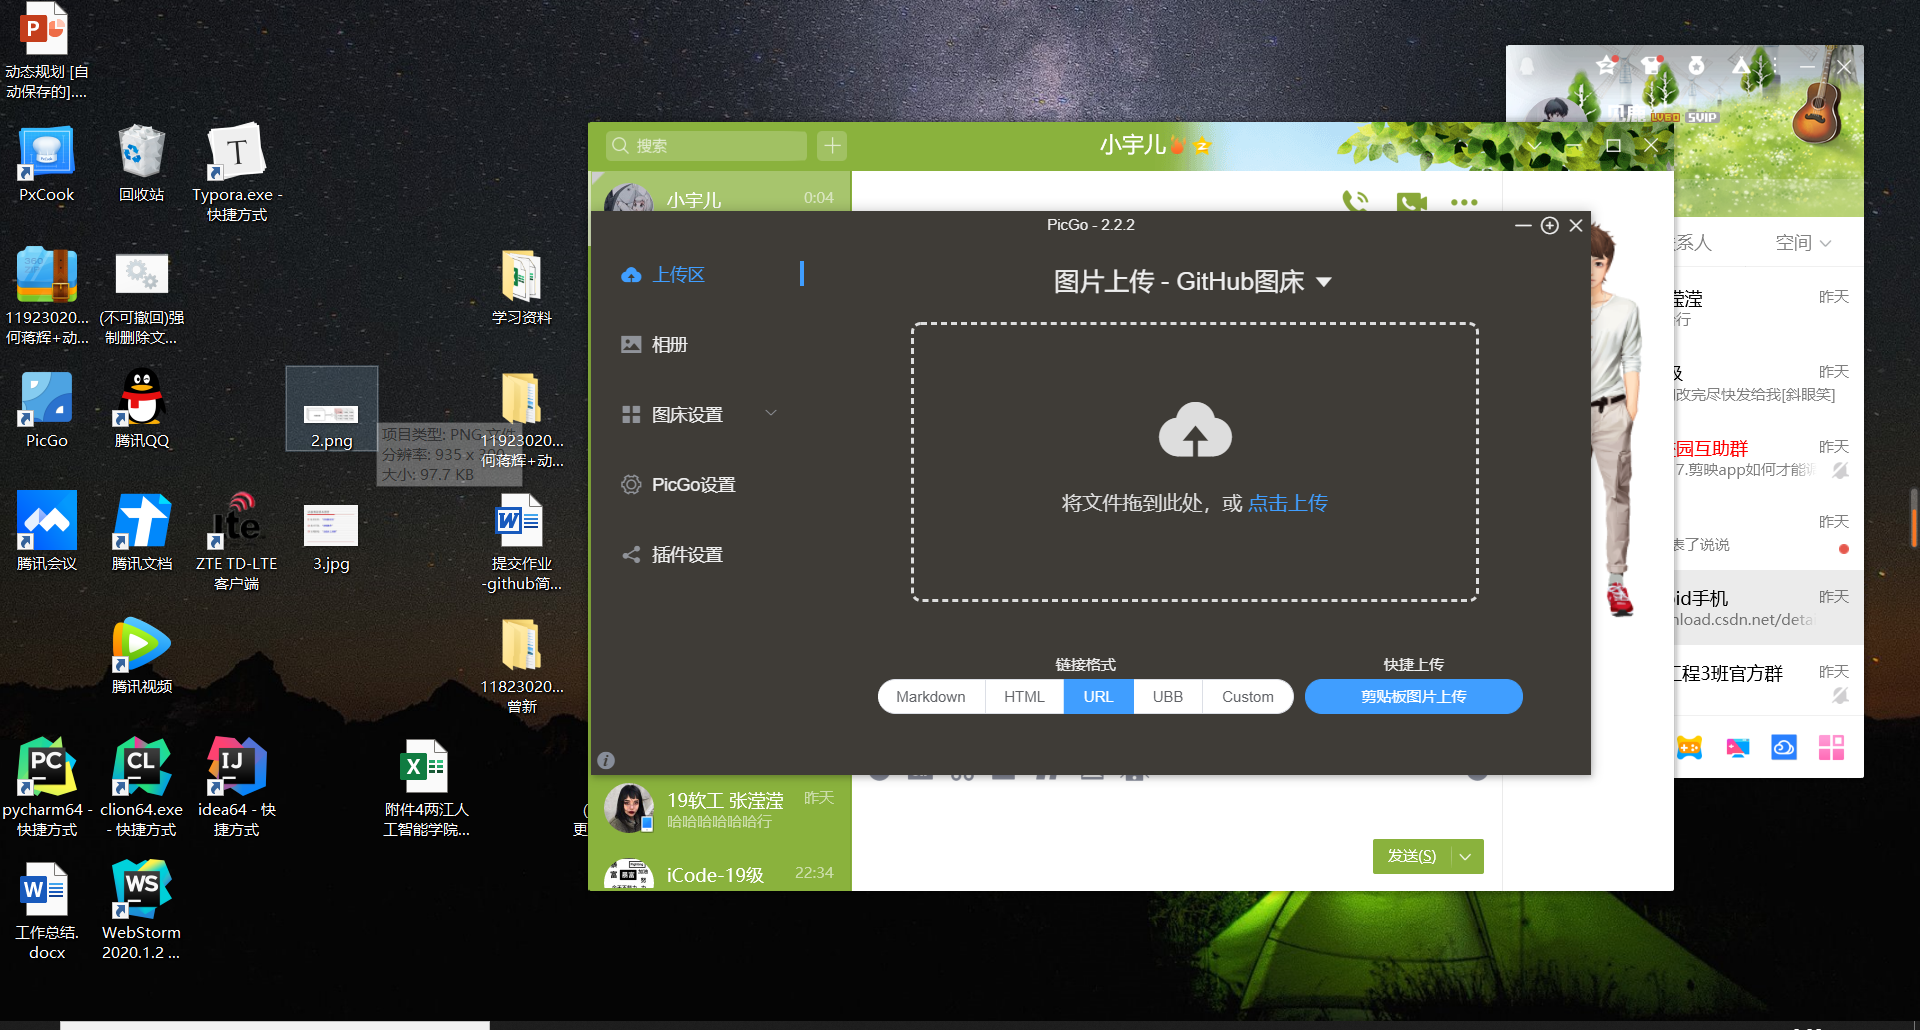 动态规划 [自
动保存的]....
PxCook
回收站
Typora.exe -
快捷方式
11923020...
何蒋辉+动...
(不可撤回)强
制删除文...
学习资料
PicGo
腾讯QQ
2.png
项目类型: PNG 文件
分辨率: 935 x
大小: 97.7 KB
11923020...
何蒋辉+动...
腾讯会议
腾讯文档
ZTE TD-LTE
客户端
3.jpg
提交作业
-github简...
腾讯视频
11823020...
曾新
pycharm64 -
快捷方式
clion64.exe
- 快捷方式
idea64 - 快
捷方式
附件4两江人
工智能学院...
(
更
工作总结.
docx
WebStorm
2020.1.2 ...
搜索
小宇儿
小宇儿
0:04
PicGo - 2.2.2
上传区
相册
图床设置
PicGo设置
插件设置
图片上传 - GitHub图床
将文件拖到此处，或 点击上传
链接格式
快捷上传
Markdown
HTML
URL
UBB
Custom
剪贴板图片上传
19软工 张滢滢
昨天
哈哈哈哈哈哈行
iCode-19级
22:34
发送(S)
LV60
SVIP
系人
空间
滢滢
昨天
行
级
昨天
改完尽快发给我[斜眼笑]
园互助群
昨天
7.剪映app如何才能
昨天
表了说说
id手机
昨天
nload.csdn.net/deta
工程3班官方群
昨天